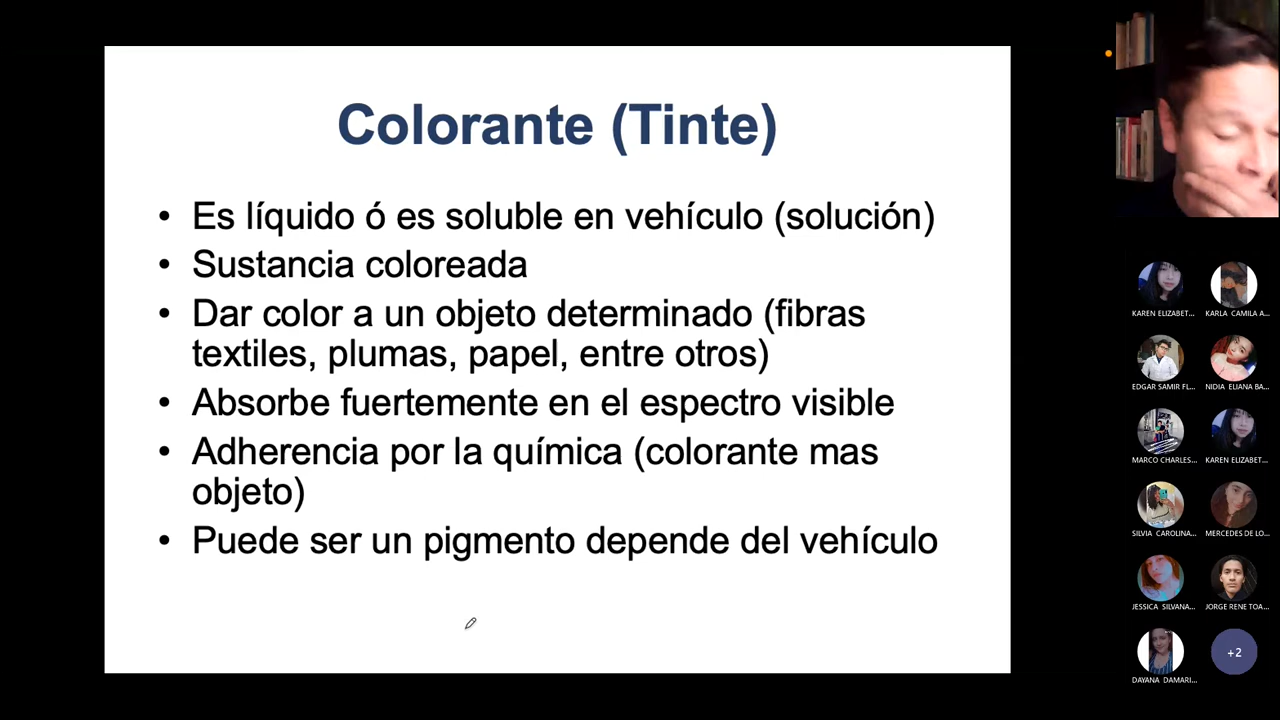 Colorante (Tinte)
• Es líquido ó es soluble en vehículo (solución)
• Sustancia coloreada
• Dar color a un objeto determinado (fibras
textiles, plumas, papel, entre otros)
• Absorbe fuertemente en el espectro visible
• Adherencia por la química (colorante mas
objeto)
• Puede ser un pigmento depende del vehículo
KAREN ELIZABET...
KARLA CAMILA A...
EDGAR SAMIR FL...
NIDIA ELIANA BA...
MARCO CHARLES...
KAREN ELIZABET...
SILVIA CAROLINA...
MERCEDES DE LO...
JESSICA SILVANA...
JORGE RENE TOA...
DAYANA DAMARI...
+2